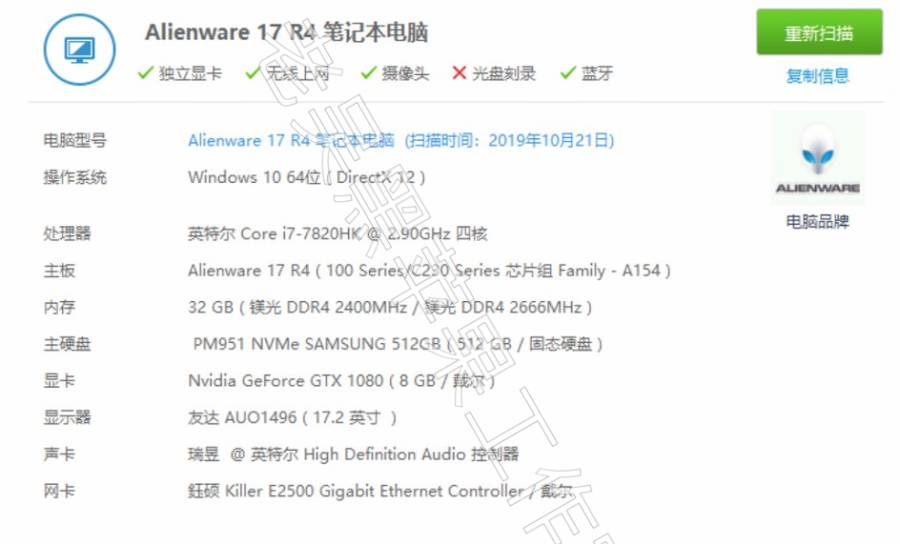 Alienware 17 R4 笔记本电脑
重新扫描
独立显卡 无线上网 摄像头 光盘刻录 蓝牙
复制信息
电脑型号 Alienware 17 R4 笔记本电脑 (扫描时间：2019年10月21日)
操作系统 Windows 10 64位 ( DirectX 12 )
ALIENWARE
电脑品牌
处理器 英特尔 Core i7-7820HK @ 2.90GHz 四核
主板 Alienware 17 R4 ( 100 Series/C230 Series 芯片组 Family - A154 )
内存 32 GB ( 镁光 DDR4 2400MHz / 镁光 DDR4 2666MHz )
主硬盘 PM951 NVMe SAMSUNG 512GB ( 512 GB / 固态硬盘 )
显卡 Nvidia GeForce GTX 1080 ( 8 GB / 戴尔 )
显示器 友达 AUO1496 ( 17.2 英寸 )
声卡 瑞昱 @ 英特尔 High Definition Audio 控制器
网卡 鈺硕 Killer E2500 Gigabit Ethernet Controller / 戴尔
老吴黑苹果工作